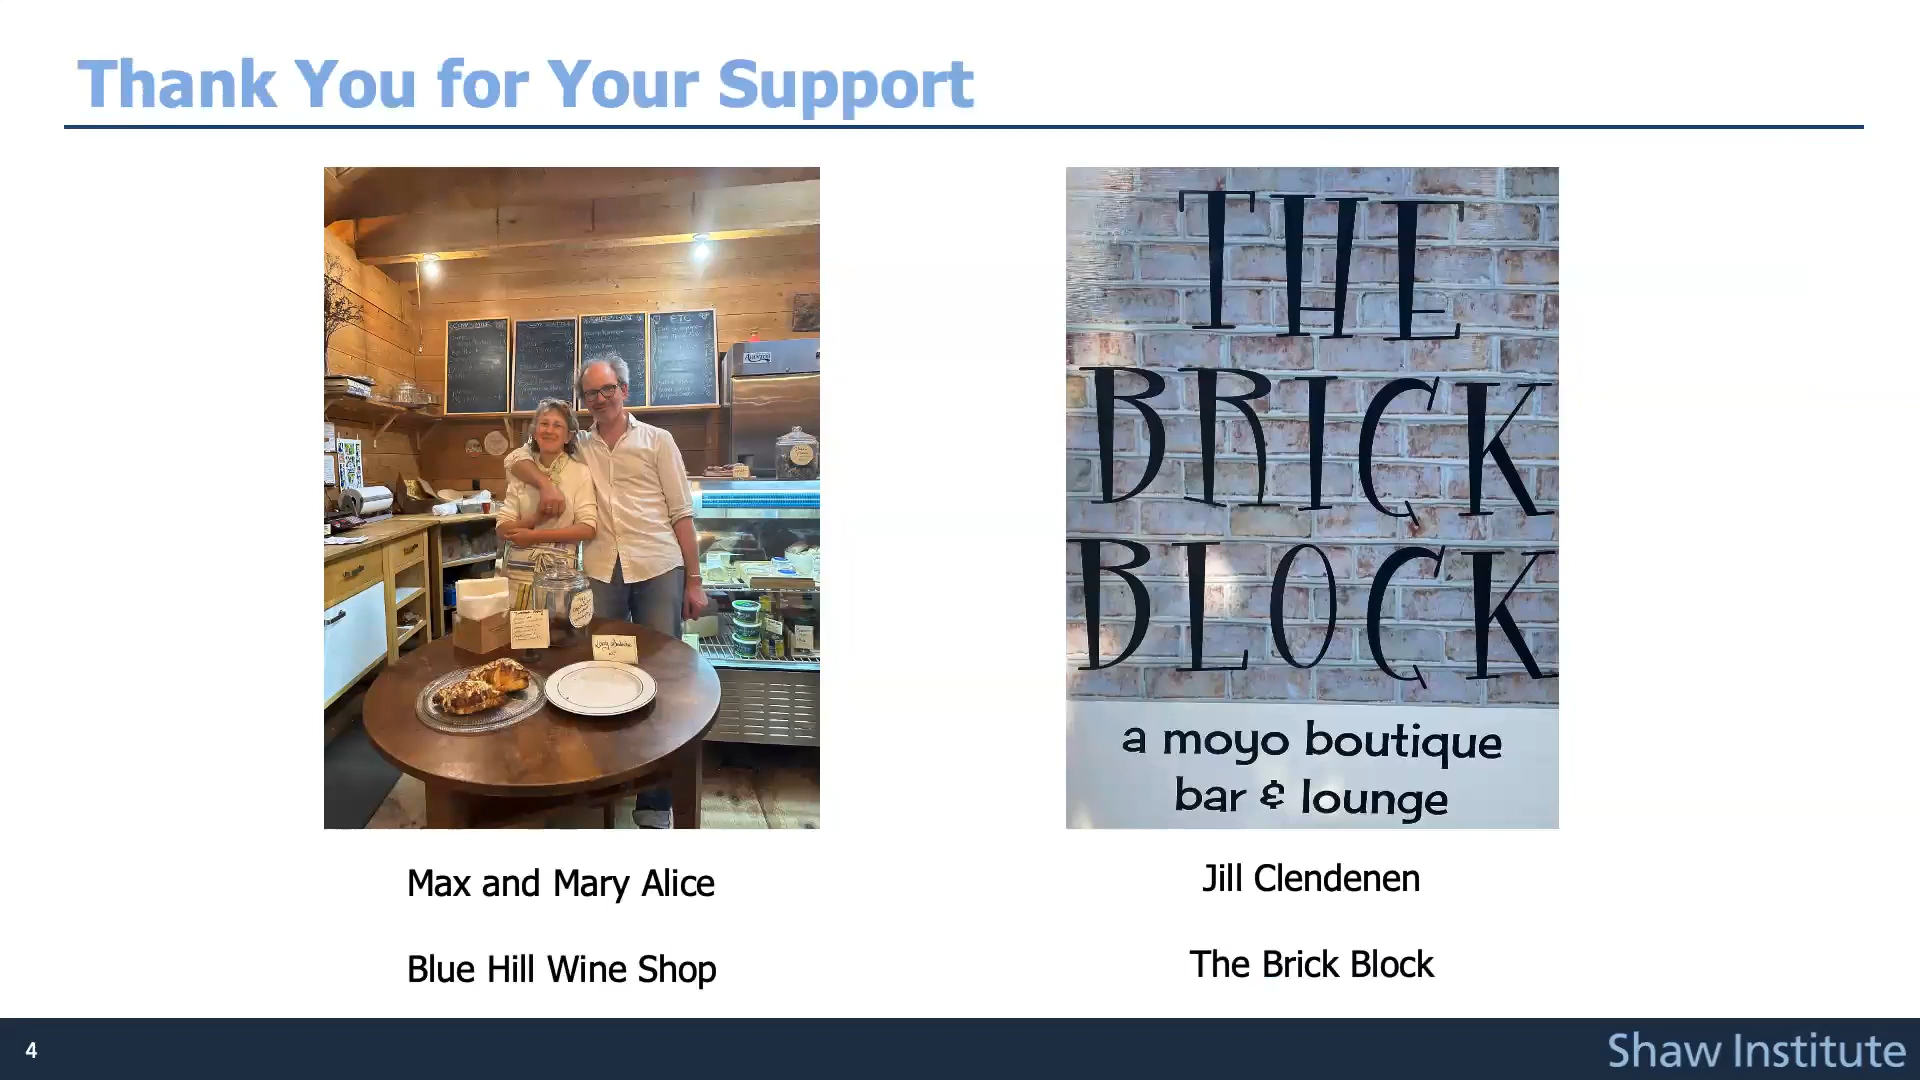 Thank You for Your Support
FTC
THE
BRICK
BLOCK
a moyo boutique
bar & lounge
Max and Mary Alice
Jill Clendenen
Blue Hill Wine Shop
The Brick Block
4
Shaw Institute